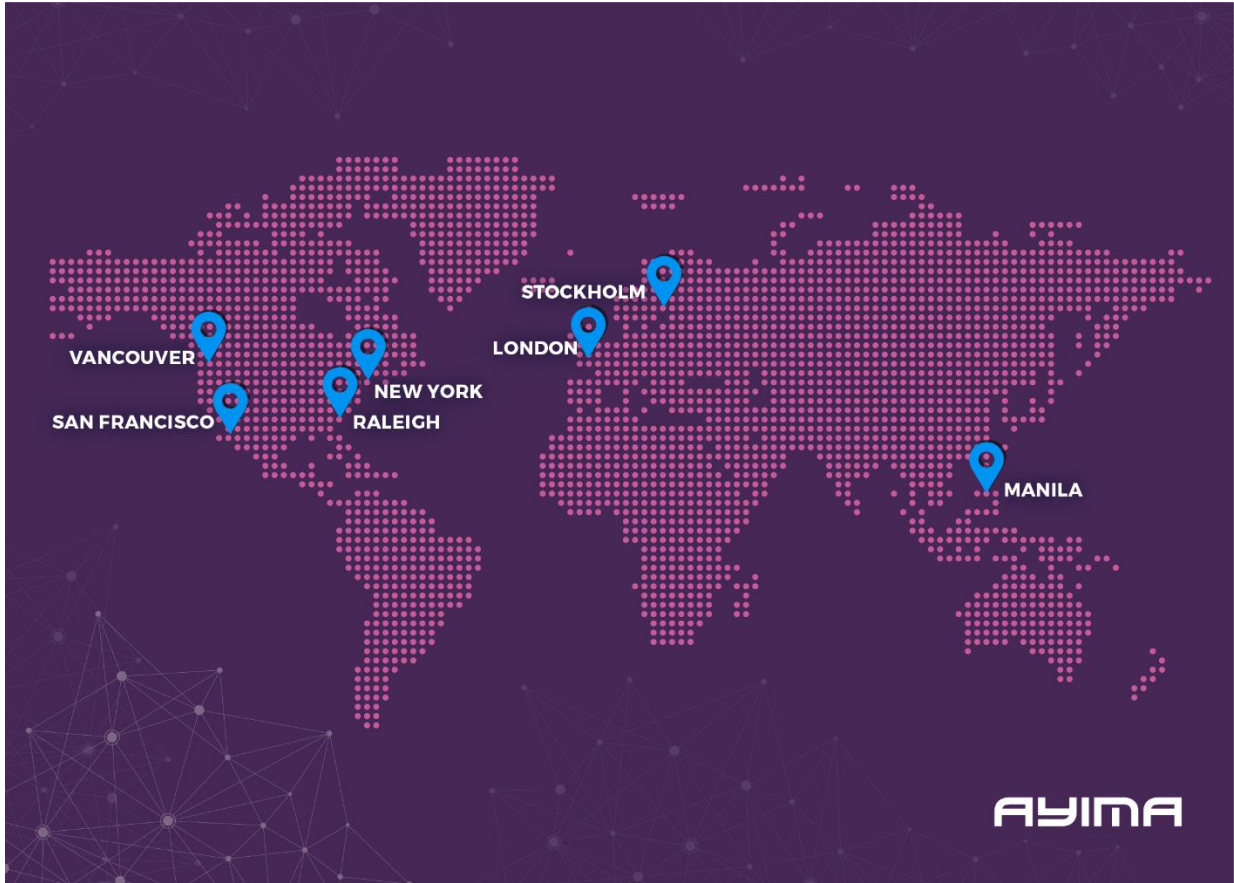 STOCKHOLM
LONDON
VANCOUVER
NEW YORK
SAN FRANCISCO
RALEIGH
MANILA
AYIMA